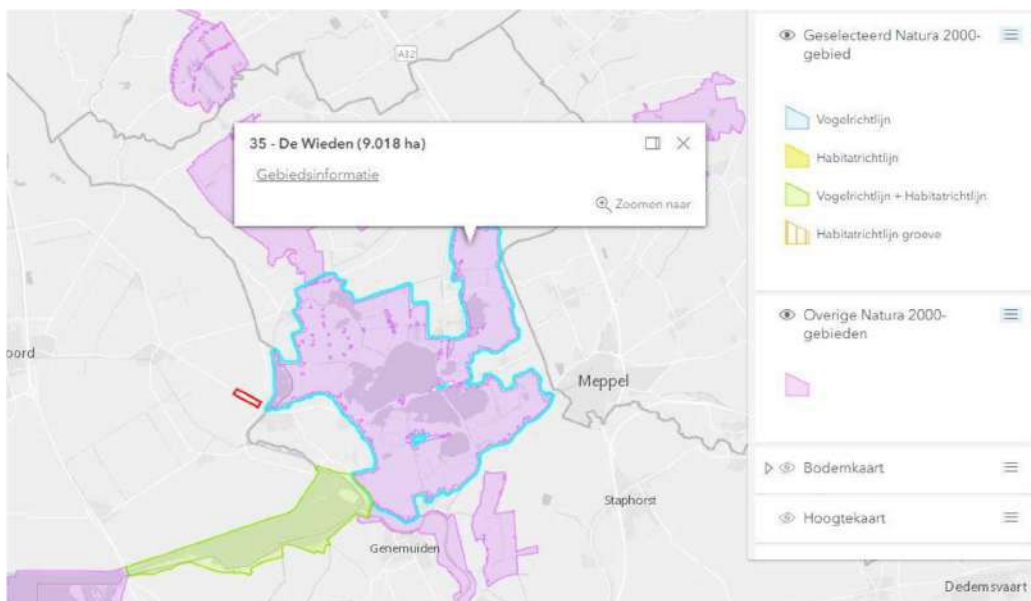 A32
35 - De Wieden (9.018 ha)
Gebiedsinformatie
Zoomen naar
oord
Meppel
Staphorst
Genemuiden
Dedemsvaart
Geselecteerd Natura 2000-
gebied
Vogelrichtlijn
Habitatrichtlijn
Vogelrichtlijn + Habitatrichtlijn
Habitatrichtlijn groeve
Overige Natura 2000-
gebieden
Bodemkaart
Hoogtekaart